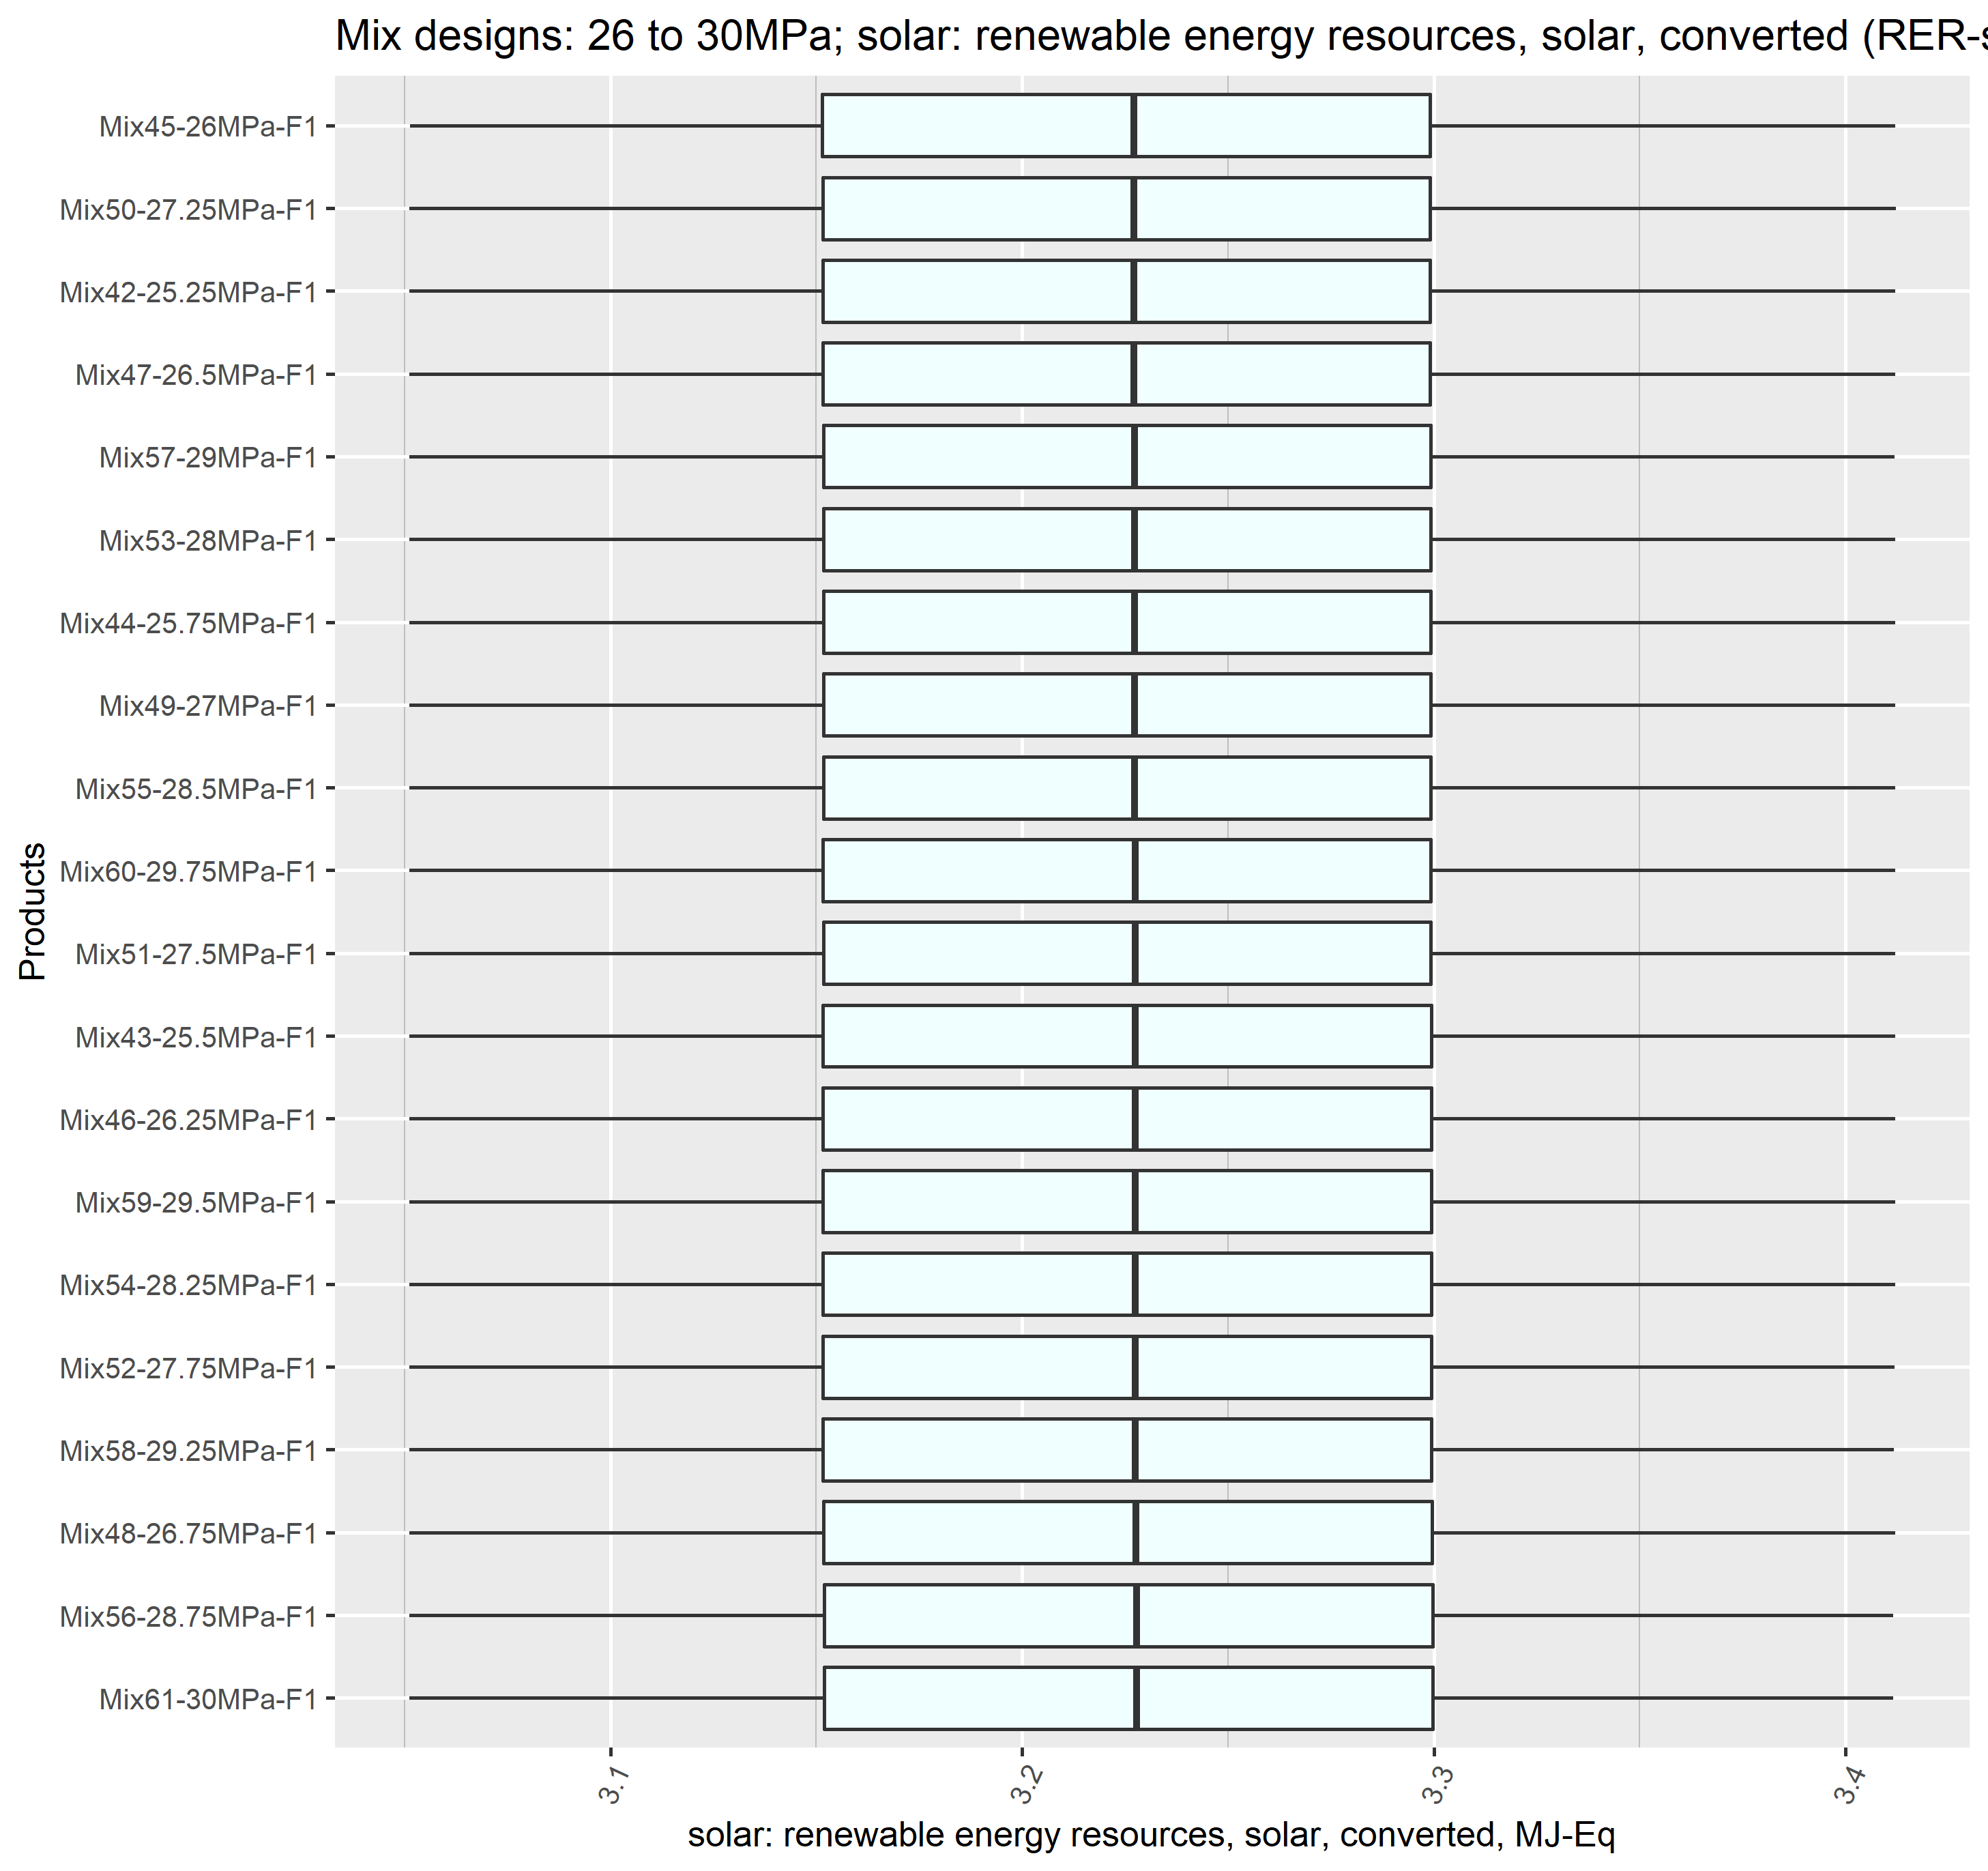 Mix designs: 26 to 30MPa; solar: renewable energy resources, solar, converted (RER-s
Mix45-26MPa-F1
Mix50-27.25MPa-F1
Mix42-25.25MPa-F1
Mix47-26.5MPa-F1
Mix57-29MPa-F1
Mix53-28MPa-F1
Mix44-25.75MPa-F1
Mix49-27MPa-F1
Mix55-28.5MPa-F1
Mix60-29.75MPa-F1
Mix51-27.5MPa-F1
Mix43-25.5MPa-F1
Mix46-26.25MPa-F1
Mix59-29.5MPa-F1
Mix54-28.25MPa-F1
Mix52-27.75MPa-F1
Mix58-29.25MPa-F1
Mix48-26.75MPa-F1
Mix56-28.75MPa-F1
Mix61-30MPa-F1
Products
3.1
3.2
3.3
3.4
solar: renewable energy resources, solar, converted, MJ-Eq